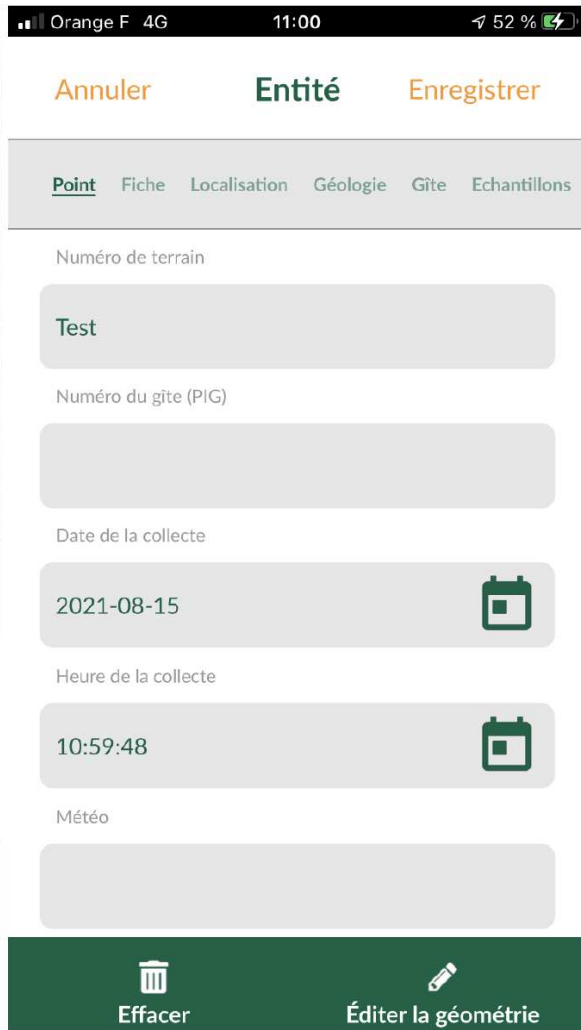 Orange F 4G 11:00 52 %
Annuler Entité Enregistrer
Point Fiche Localisation Géologie Gîte Echantillons
Numéro de terrain
Test
Numéro du gîte (PIG)
Date de la collecte
2021-08-15
Heure de la collecte
10:59:48
Météo
Effacer Éditer la géométrie